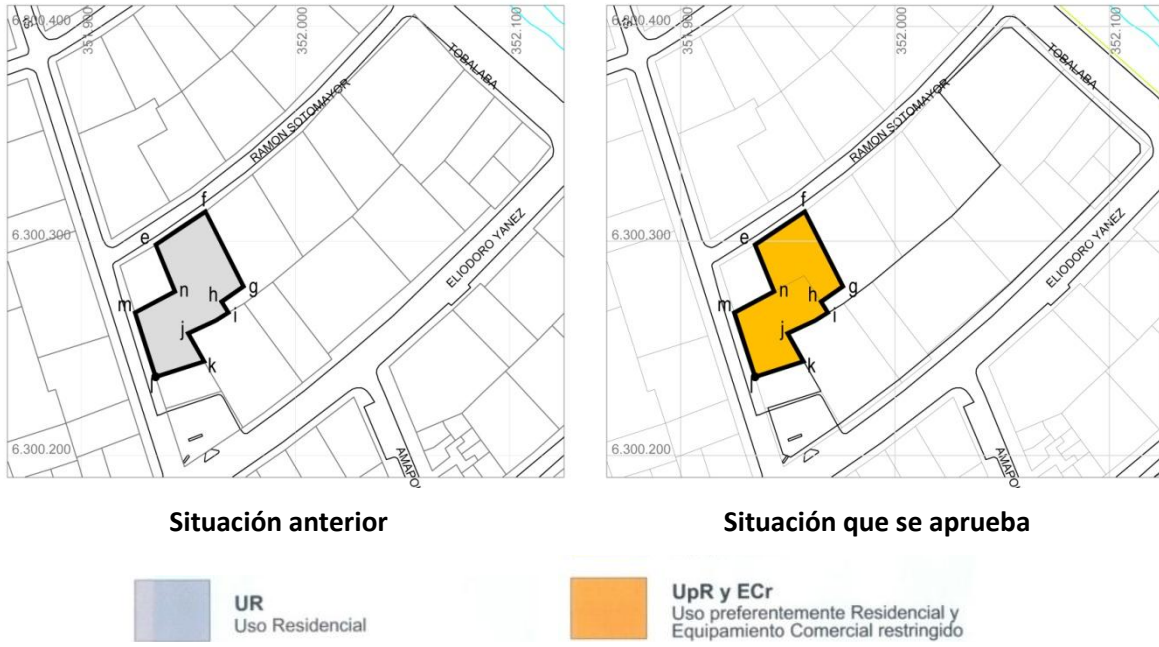 6.300.400
351.900
352.000
352.100
TOBALABA
RAMON SOTOMAYOR
f
e
6.300.300
ELIODORO YANEZ
g
n
h
m
i
j
k
l
6.300.200
6.300.400
351.900
352.000
352.100
TOBALABA
RAMON SOTOMAYOR
f
e
6.300.300
ELIODORO YANEZ
g
n
h
m
i
j
k
l
6.300.200
Situación anterior
Situación que se aprueba
UR
Uso Residencial
UpR y ECr
Uso preferentemente Residencial y
Equipamiento Comercial restringido